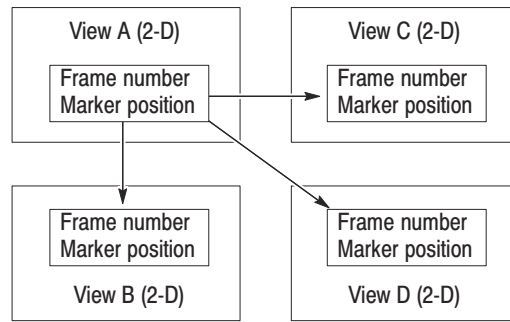 View A (2-D)
Frame number
Marker position
View C (2-D)
Frame number
Marker position
Frame number
Marker position
View B (2-D)
Frame number
Marker position
View D (2-D)